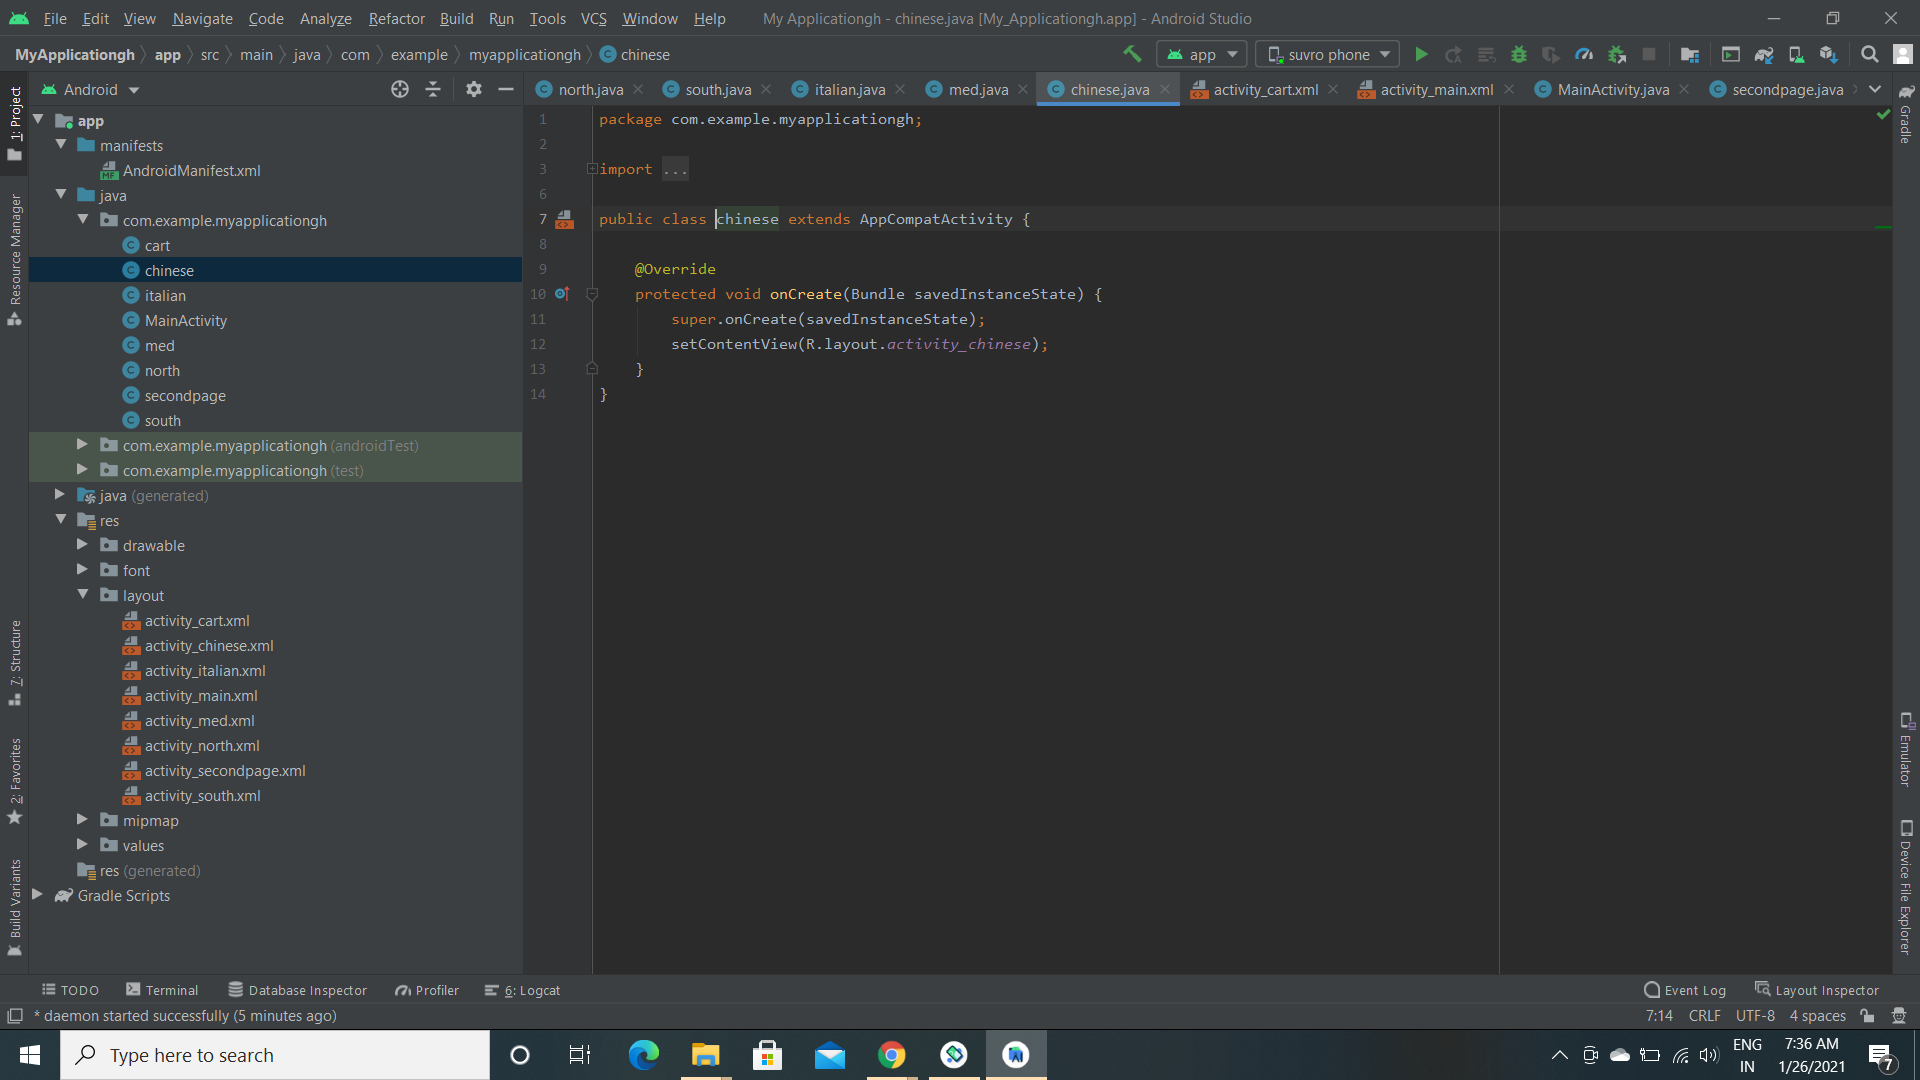 File Edit View Navigate Code Analyze Refactor Build Run Tools VCS Window Help My Applicationgh - chinese.java [My_Applicationgh.app] - Android Studio
MyApplicationgh app src main java com example myapplicationgh chinese app suvro phone
Android north.java south.java italian.java med.java chinese.java activity_cart.xml activity_main.xml MainActivity.java secondpage.java
1: Project
Resource Manager
7: Structure
2: Favorites
Build Variants
app
manifests
AndroidManifest.xml
java
com.example.myapplicationgh
cart
chinese
italian
MainActivity
med
north
secondpage
south
com.example.myapplicationgh (androidTest)
com.example.myapplicationgh (test)
java (generated)
res
drawable
font
layout
activity_cart.xml
activity_chinese.xml
activity_italian.xml
activity_main.xml
activity_med.xml
activity_north.xml
activity_secondpage.xml
activity_south.xml
mipmap
values
res (generated)
Gradle Scripts
1 package com.example.myapplicationgh;
2
3 import ...
6
7 public class chinese extends AppCompatActivity {
8
9 @Override
10 protected void onCreate(Bundle savedInstanceState) {
11 super.onCreate(savedInstanceState);
12 setContentView(R.layout.activity_chinese);
13 }
14 }
Gradle
Emulator
Device File Explorer
TODO Terminal Database Inspector Profiler 6: Logcat Event Log Layout Inspector
* daemon started successfully (5 minutes ago) 7:14 CRLF UTF-8 4 spaces
Type here to search
ENG
IN
7:36 AM
1/26/2021
7